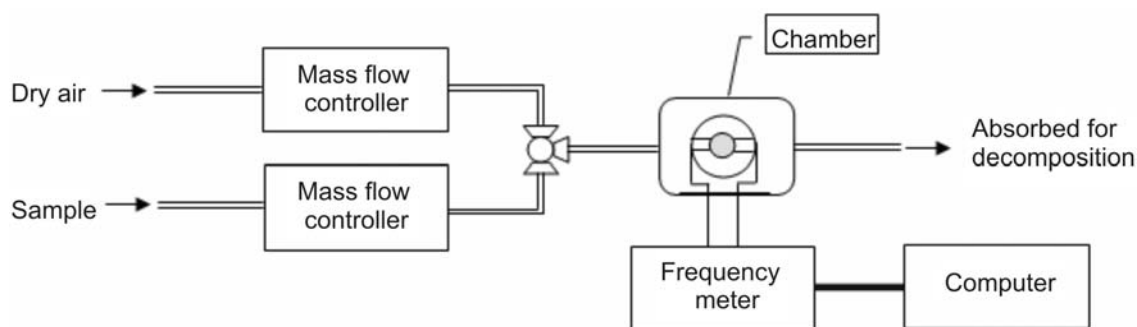 Chamber
Dry air
Mass flow
controller
Sample
Mass flow
controller
Absorbed for
decomposition
Frequency
meter
Computer